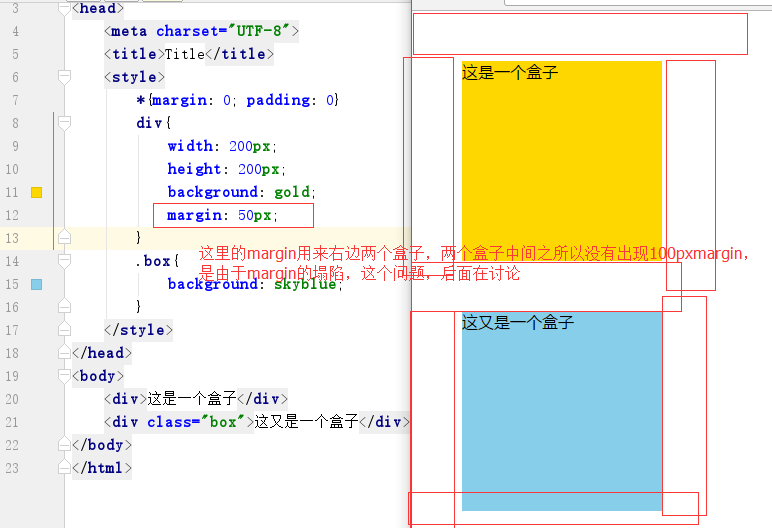 3 <head>
4 <meta charset="UTF-8">
5 <title>Title</title>
6 <style>
7 *{margin: 0; padding: 0}
8 div{
9 width: 200px;
10 height: 200px;
11 background: gold;
12 margin: 50px;
13 }
14 .box{
15 background: skyblue;
16 }
17 </style>
18 </head>
19 <body>
20 <div>这是一个盒子</div>
21 <div class="box">这又是一个盒子</div>
22 </body>
23 </html>
这里的margin用来右边两个盒子，两个盒子中间之所以没有出现100pxmargin，
是由于margin的塌陷，这个问题，后面在讨论
这是一个盒子
这又是一个盒子